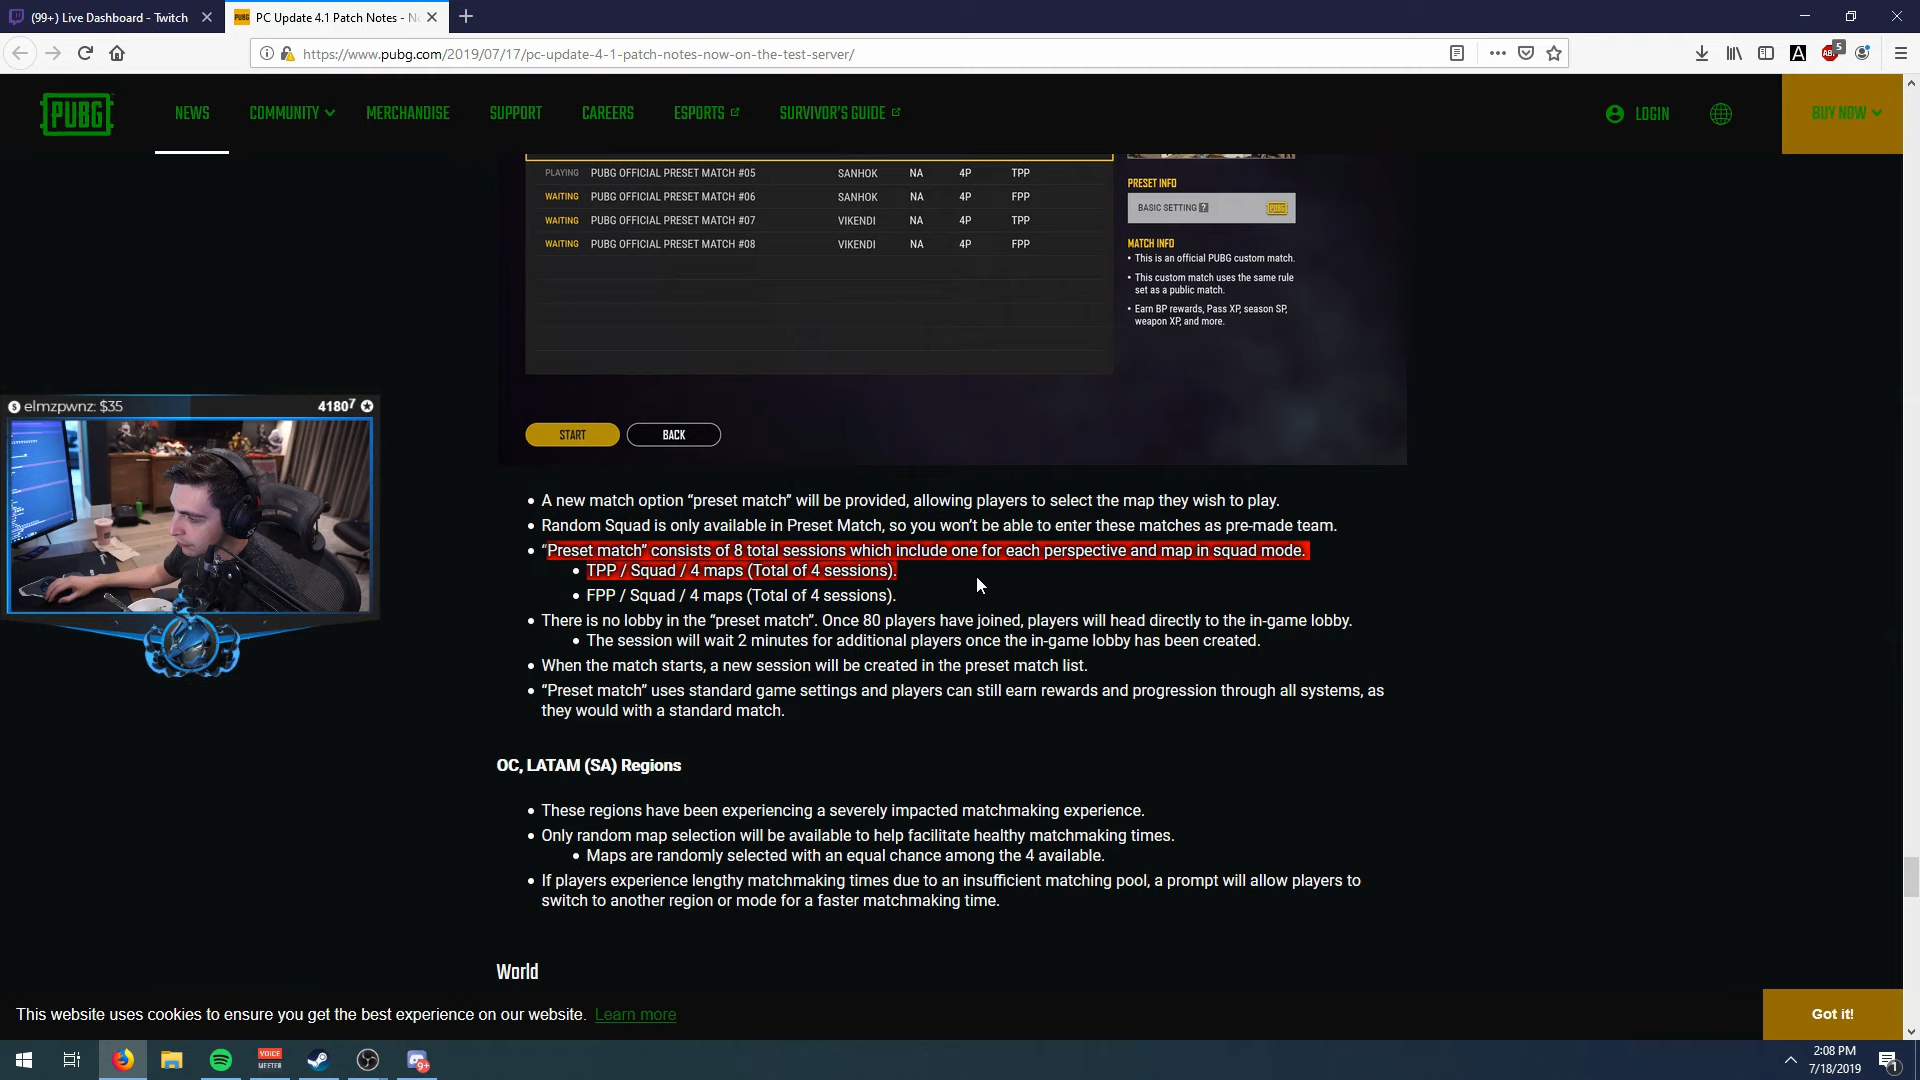 (99+) Live Dashboard - Twitch
PUBG PC Update 4.1 Patch Notes - No
https://www.pubg.com/2019/07/17/pc-update-4-1-patch-notes-now-on-the-test-server/
5
PUBG NEWS COMMUNITY MERCHANDISE SUPPORT CAREERS ESPORTS SURVIVOR'S GUIDE LOGIN BUY NOW
PLAYING PUBG OFFICIAL PRESET MATCH #05 SANHOK NA 4P TPP
WAITING PUBG OFFICIAL PRESET MATCH #06 SANHOK NA 4P FPP
WAITING PUBG OFFICIAL PRESET MATCH #07 VIKENDI NA 4P TPP
WAITING PUBG OFFICIAL PRESET MATCH #08 VIKENDI NA 4P FPP
PRESET INFO
BASIC SETTING ? PUBG
MATCH INFO
• This is an official PUBG custom match.
• This custom match uses the same rule
set as a public match.
• Earn BP rewards, Pass XP, season SP,
weapon XP, and more.
START BACK
elmzpwnz: $35 4180⁷
• A new match option “preset match” will be provided, allowing players to select the map they wish to play.
• Random Squad is only available in Preset Match, so you won’t be able to enter these matches as pre-made team.
• “Preset match” consists of 8 total sessions which include one for each perspective and map in squad mode.
• TPP / Squad / 4 maps (Total of 4 sessions).
• FPP / Squad / 4 maps (Total of 4 sessions).
• There is no lobby in the “preset match”. Once 80 players have joined, players will head directly to the in-game lobby.
• The session will wait 2 minutes for additional players once the in-game lobby has been created.
• When the match starts, a new session will be created in the preset match list.
• “Preset match” uses standard game settings and players can still earn rewards and progression through all systems, as
they would with a standard match.
OC, LATAM (SA) Regions
• These regions have been experiencing a severely impacted matchmaking experience.
• Only random map selection will be available to help facilitate healthy matchmaking times.
• Maps are randomly selected with an equal chance among the 4 available.
• If players experience lengthy matchmaking times due to an insufficient matching pool, a prompt will allow players to
switch to another region or mode for a faster matchmaking time.
World
This website uses cookies to ensure you get the best experience on our website. Learn more
Got it!
VOICE
MEETER
9+
2:08 PM
7/18/2019
1